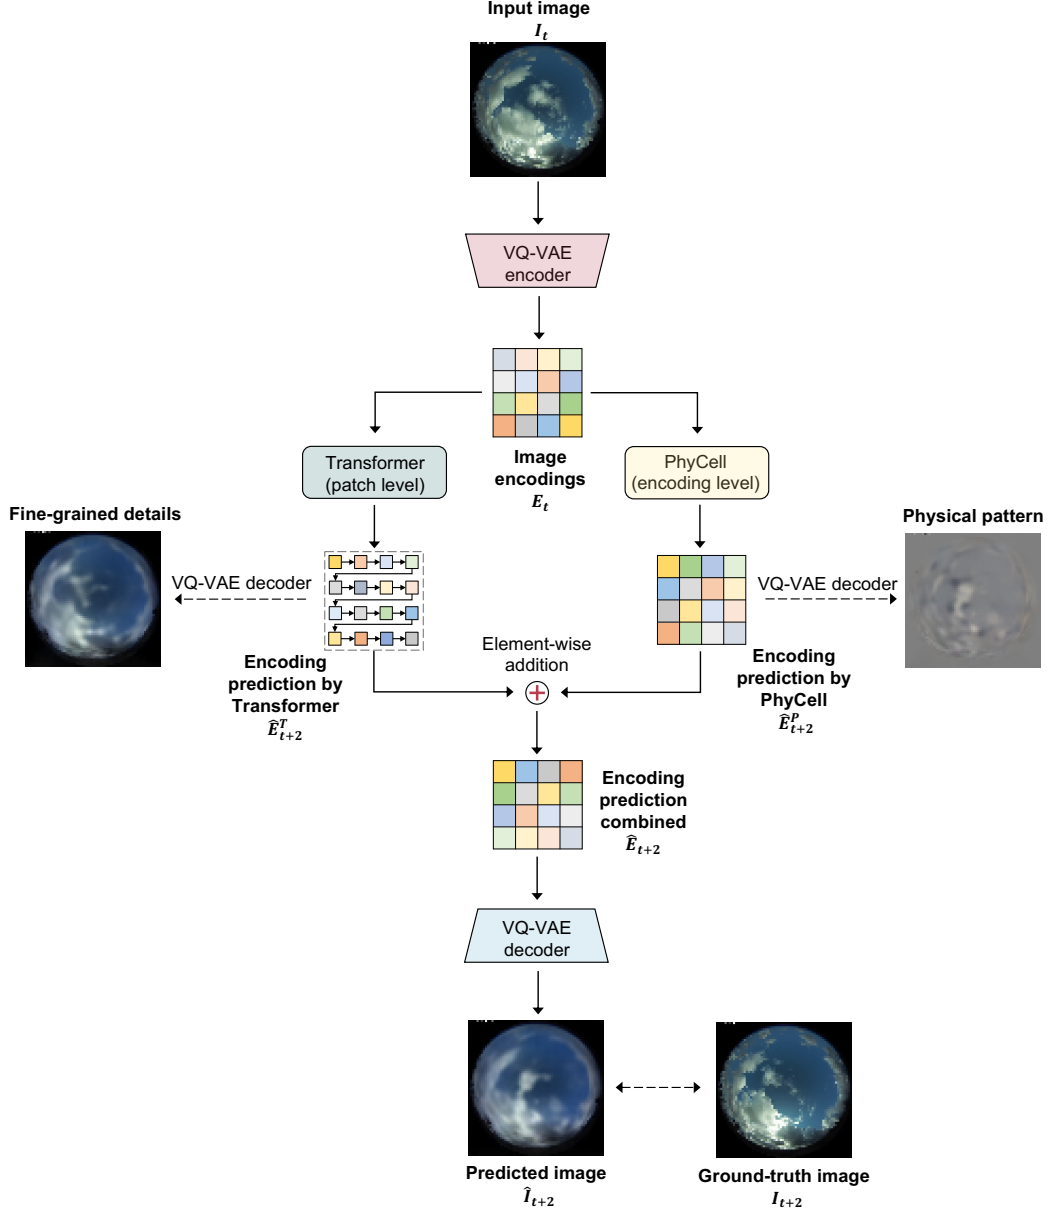 Input image
I_t
VQ-VAE
encoder
Transformer
(patch level)
Image
encodings
E_t
PhyCell
(encoding level)
Fine-grained details
Physical pattern
VQ-VAE decoder
VQ-VAE decoder
Element-wise
addition
Encoding
prediction by
Transformer
Ê^T_{t+2}
Encoding
prediction by
PhyCell
Ê^P_{t+2}
Encoding
prediction
combined
Ê_{t+2}
VQ-VAE
decoder
Predicted image
Î_{t+2}
Ground-truth image
I_{t+2}